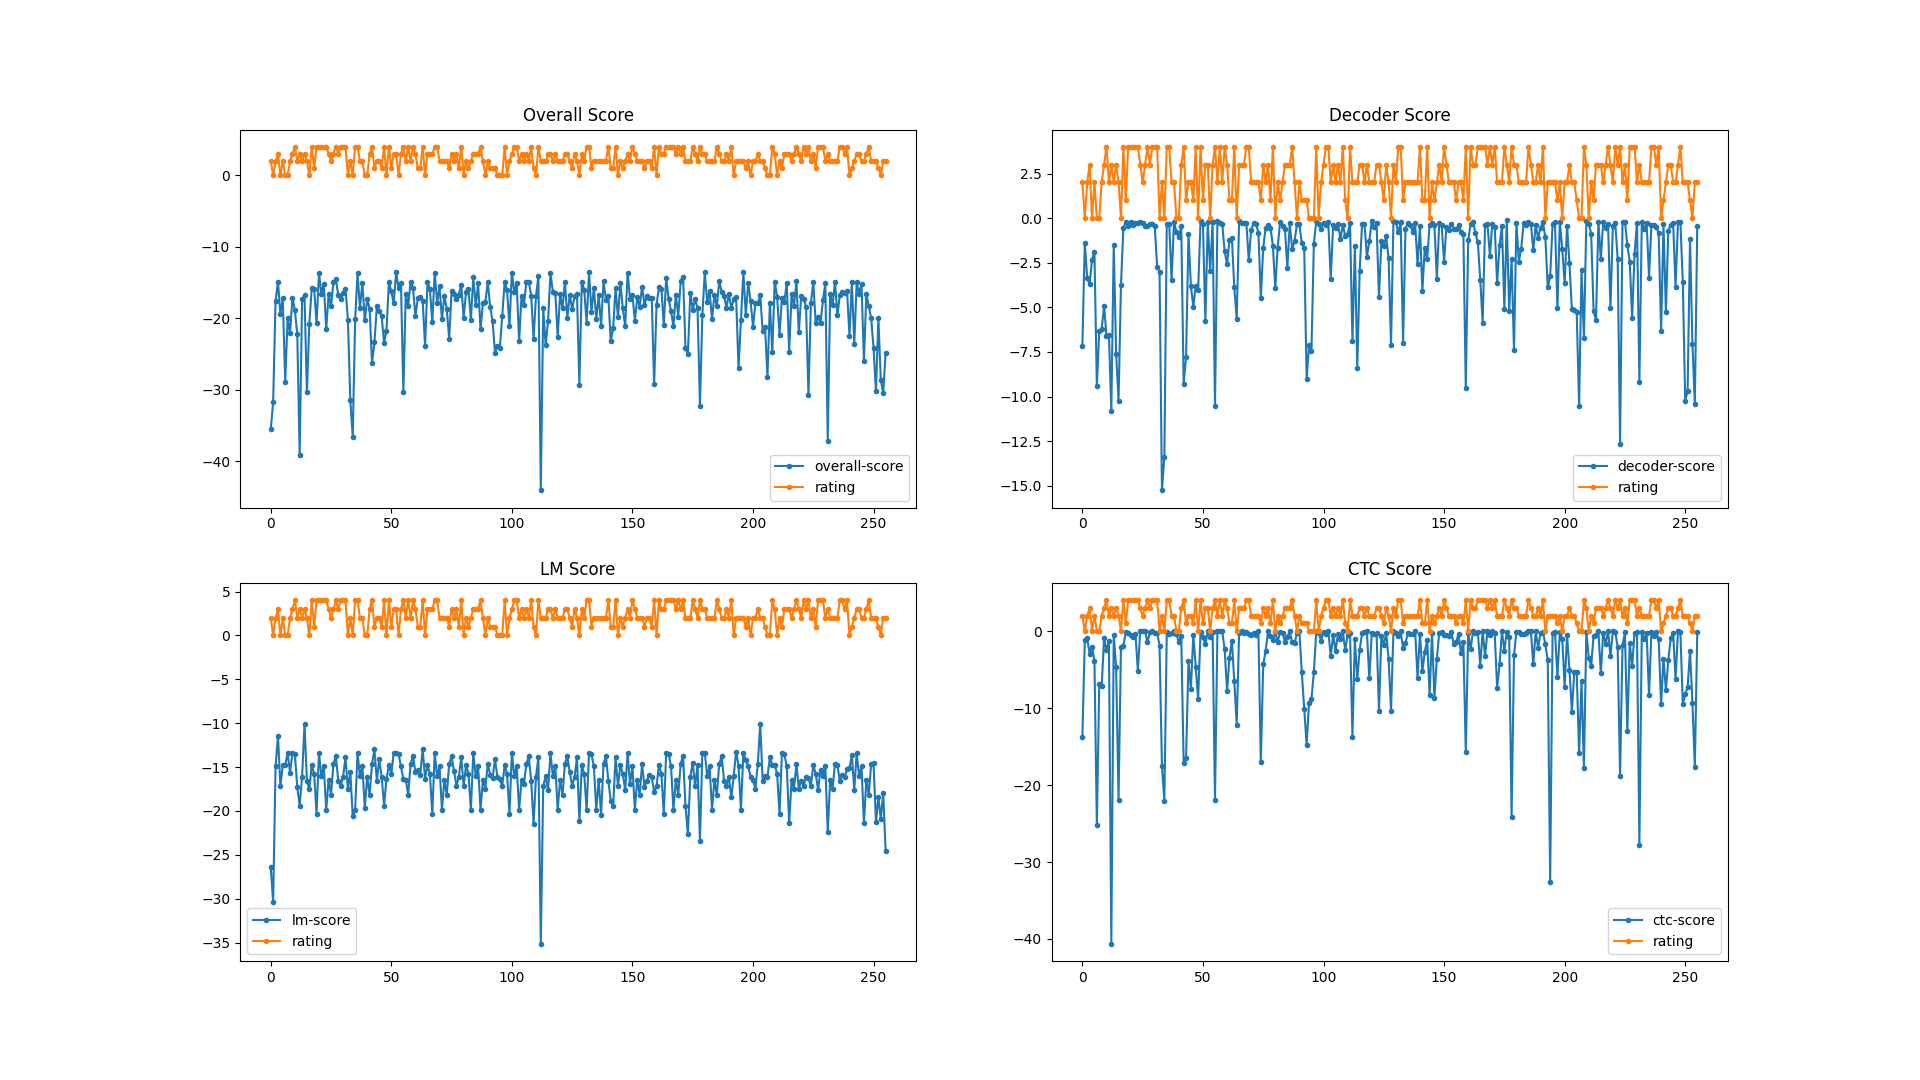 Overall Score
0
−10
−20
−30
−40
0 50 100 150 200 250
overall-score
rating
Decoder Score
2.5
0.0
−2.5
−5.0
−7.5
−10.0
−12.5
−15.0
0 50 100 150 200 250
decoder-score
rating
LM Score
5
0
−5
−10
−15
−20
−25
−30
−35
0 50 100 150 200 250
lm-score
rating
CTC Score
0
−10
−20
−30
−40
0 50 100 150 200 250
ctc-score
rating